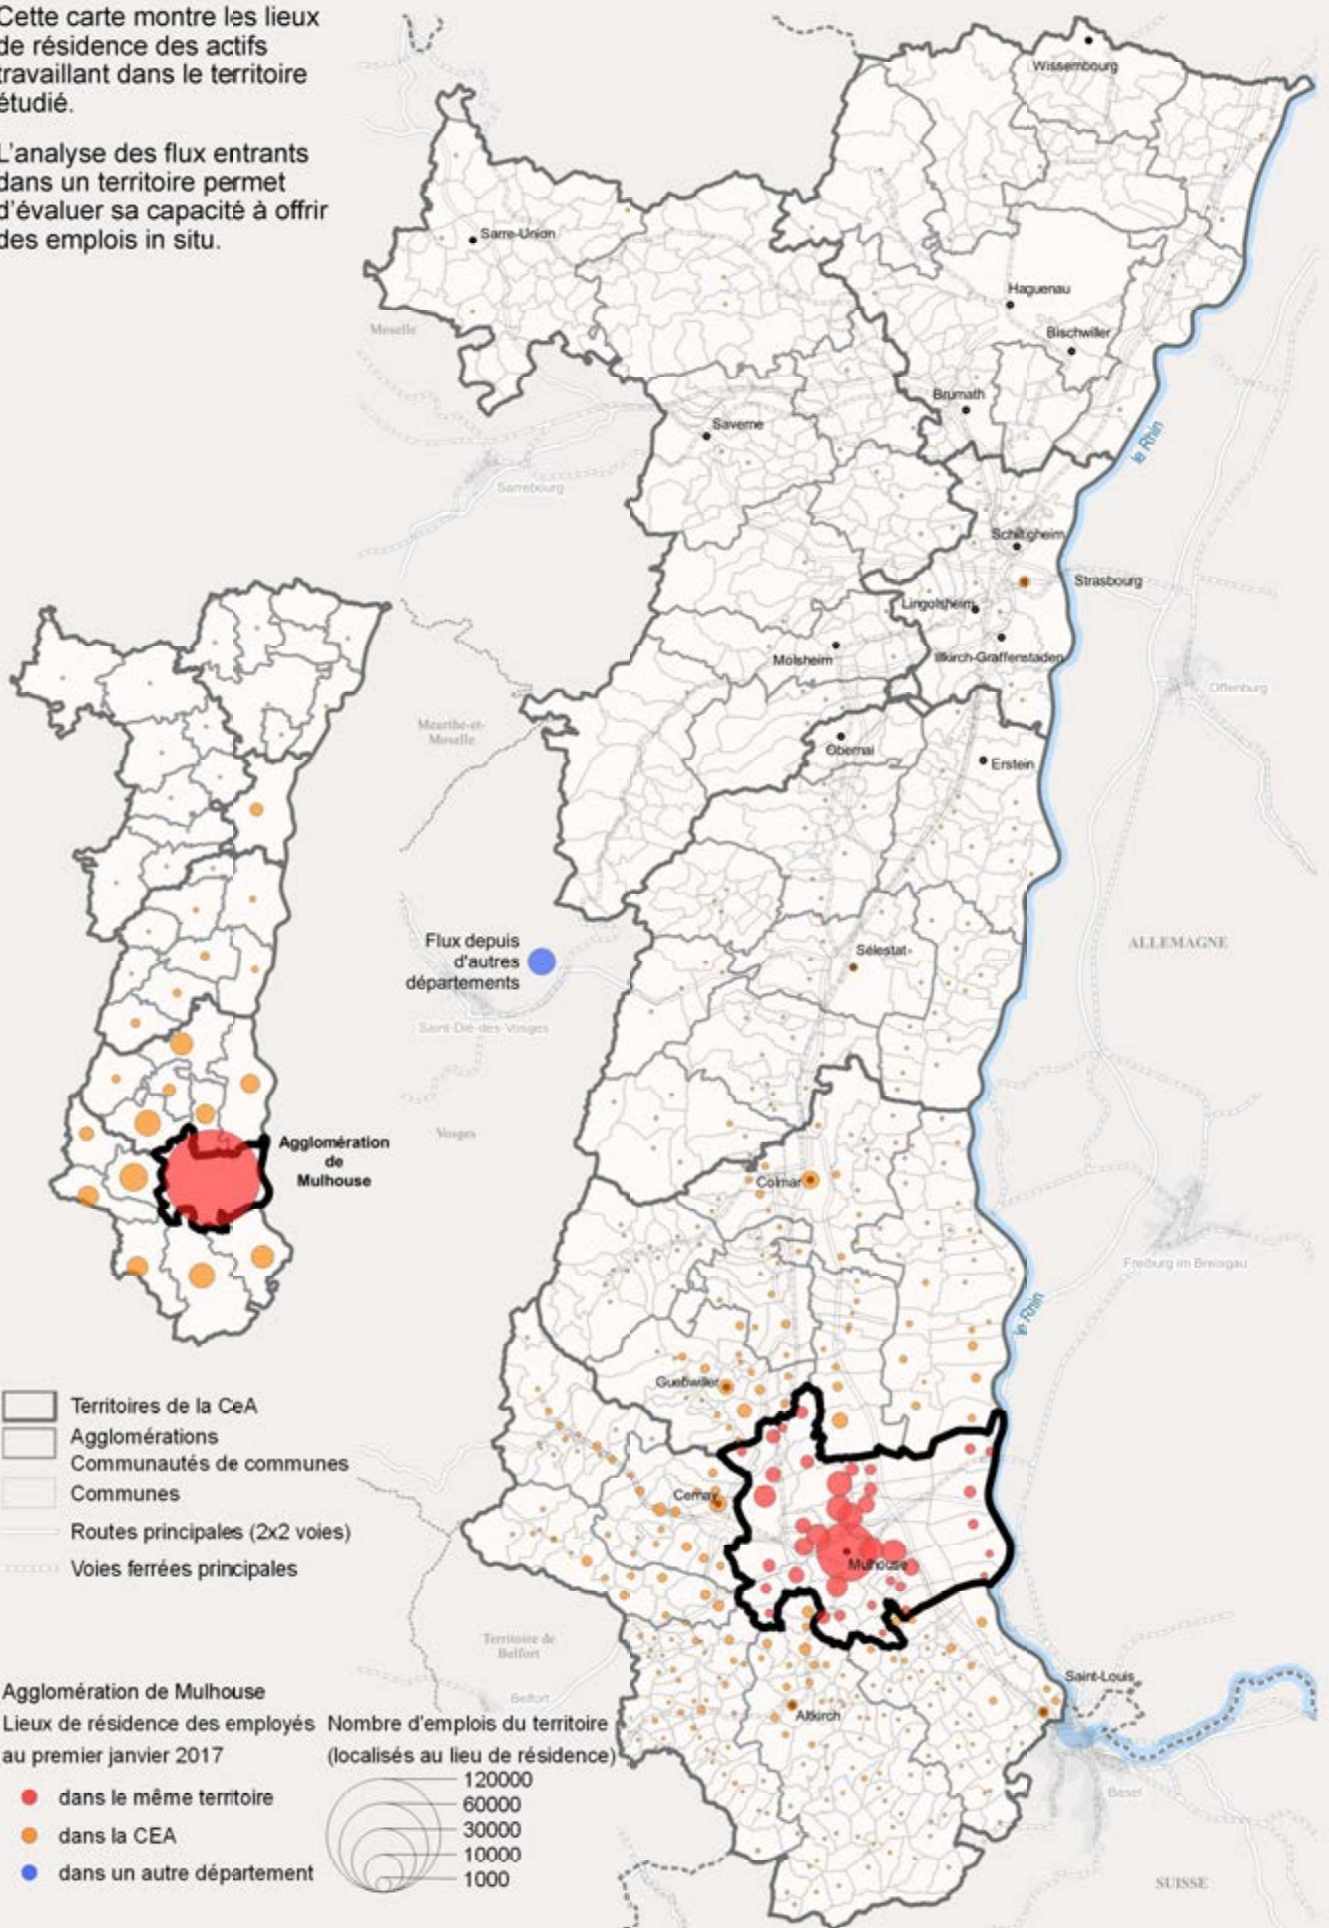 Cette carte montre les lieux
de résidence des actifs
travaillant dans le territoire
étudié.
L'analyse des flux entrants
dans un territoire permet
d'évaluer sa capacité à offrir
des emplois in situ.
Wissembourg
Sarre-Union
Haguenau
Moselle
Bischwiller
Brumath
Saverne
le Rhin
Sarrebourg
Schiltigheim
Strasbourg
Lingolsheim
Molsheim
Illkirch-Graffenstaden
Offenburg
Meurthe-et-
Moselle
Obernai
Erstein
Flux depuis
d'autres
départements
Sélestat
ALLEMAGNE
Saint-Dié-des-Vosges
Vosges
Agglomération
de
Mulhouse
Colmar
Freiburg im Breisgau
le Rhin
Guebwiller
Territoires de la CeA
Agglomérations
Communautés de communes
Communes
Routes principales (2x2 voies)
Voies ferrées principales
Cernay
Mulhouse
Territoire de
Belfort
Belfort
Saint-Louis
Altkirch
Basel
SUISSE
Agglomération de Mulhouse
Lieux de résidence des employés
au premier janvier 2017
dans le même territoire
dans la CEA
dans un autre département
Nombre d'emplois du territoire
(localisés au lieu de résidence)
120000
60000
30000
10000
1000